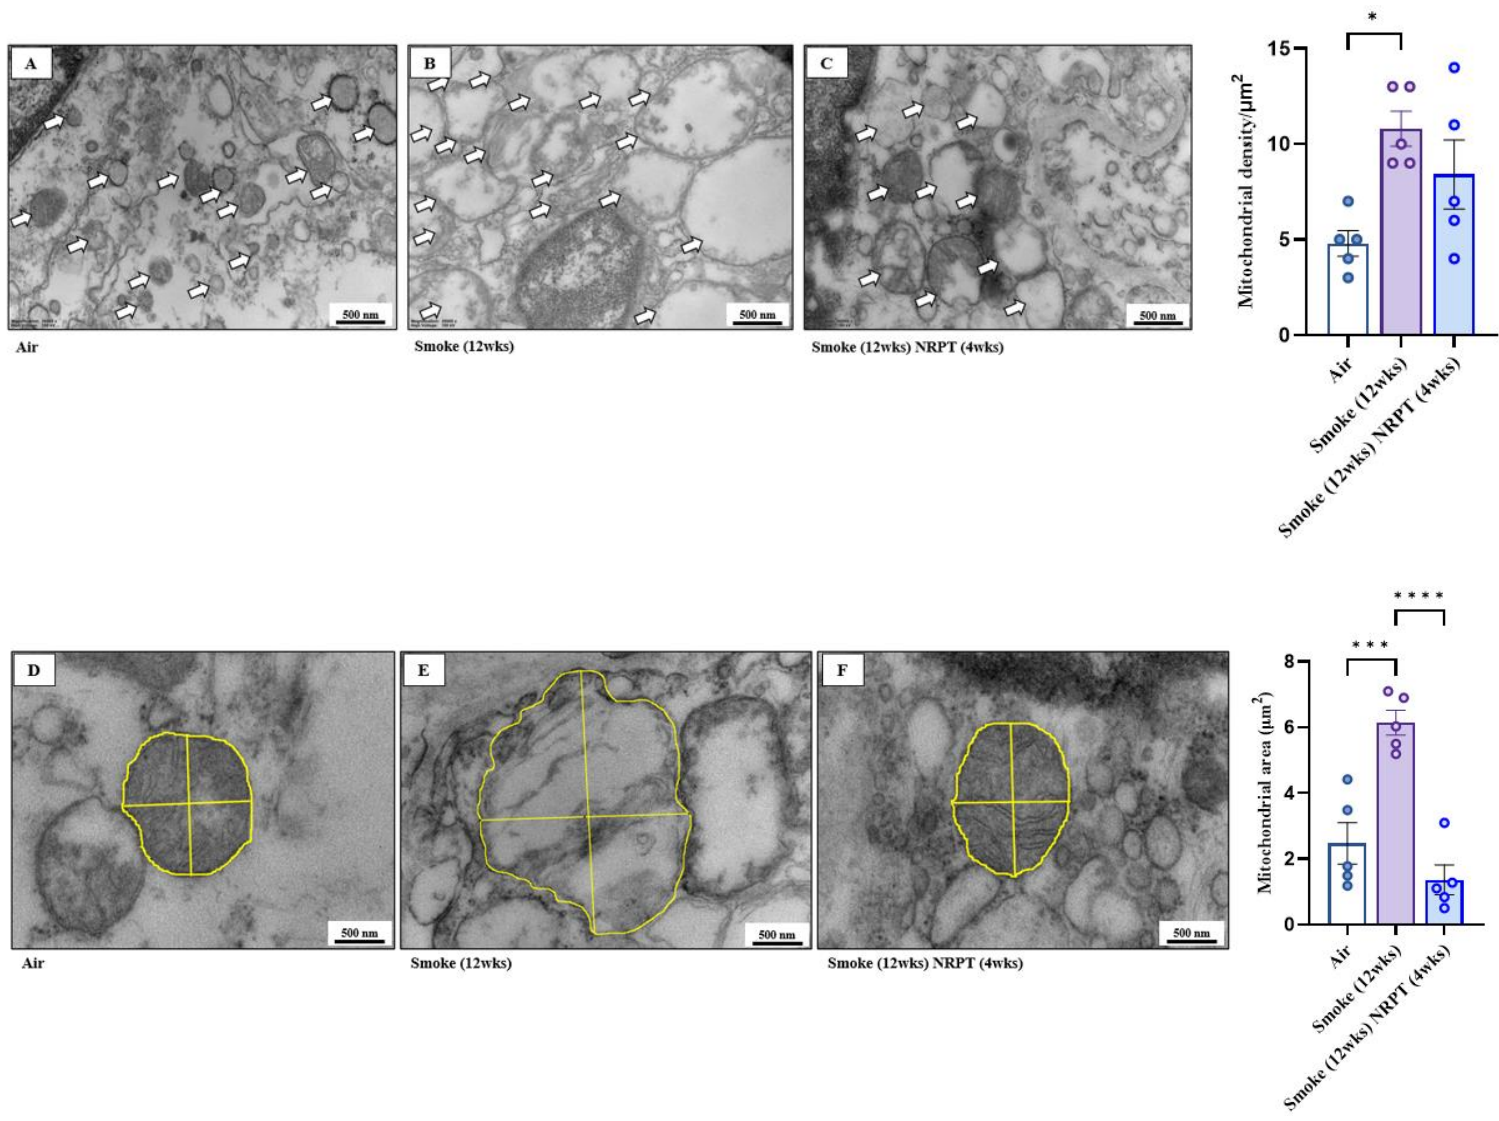 A
500 nm
Air
B
500 nm
Smoke (12wks)
C
500 nm
Smoke (12wks) NRPT (4wks)
*
Mitochondrial density/μm²
15
10
5
0
Air
Smoke (12wks)
Smoke (12wks) NRPT (4wks)
D
500 nm
Air
E
500 nm
Smoke (12wks)
F
500 nm
Smoke (12wks) NRPT (4wks)
****
***
Mitochondrial area (μm²)
8
6
4
2
0
Air
Smoke (12wks)
Smoke (12wks) NRPT (4wks)